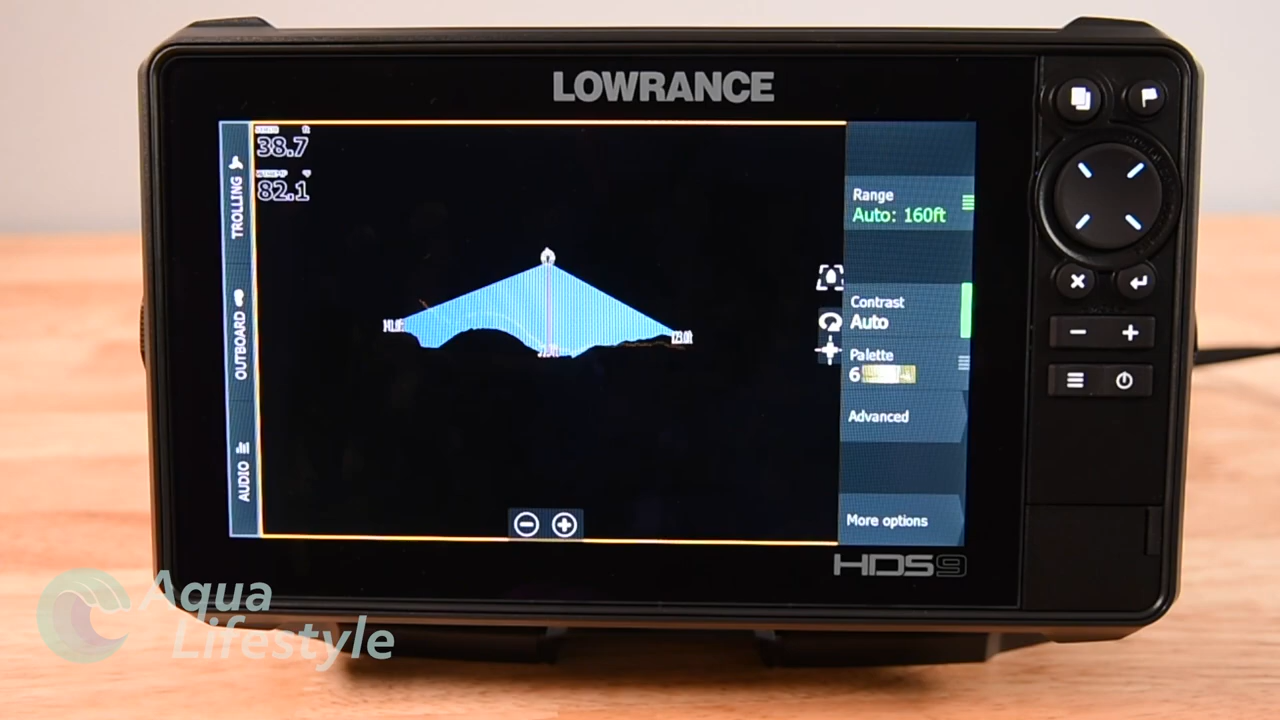 LOWRANCE
TROLLING
OUTBOARD
AUDIO
ft
38.7
°F
82.1
Range
Auto: 160ft
Contrast
Auto
Palette
6
Advanced
More options
HDS9
Aqua
Lifestyle